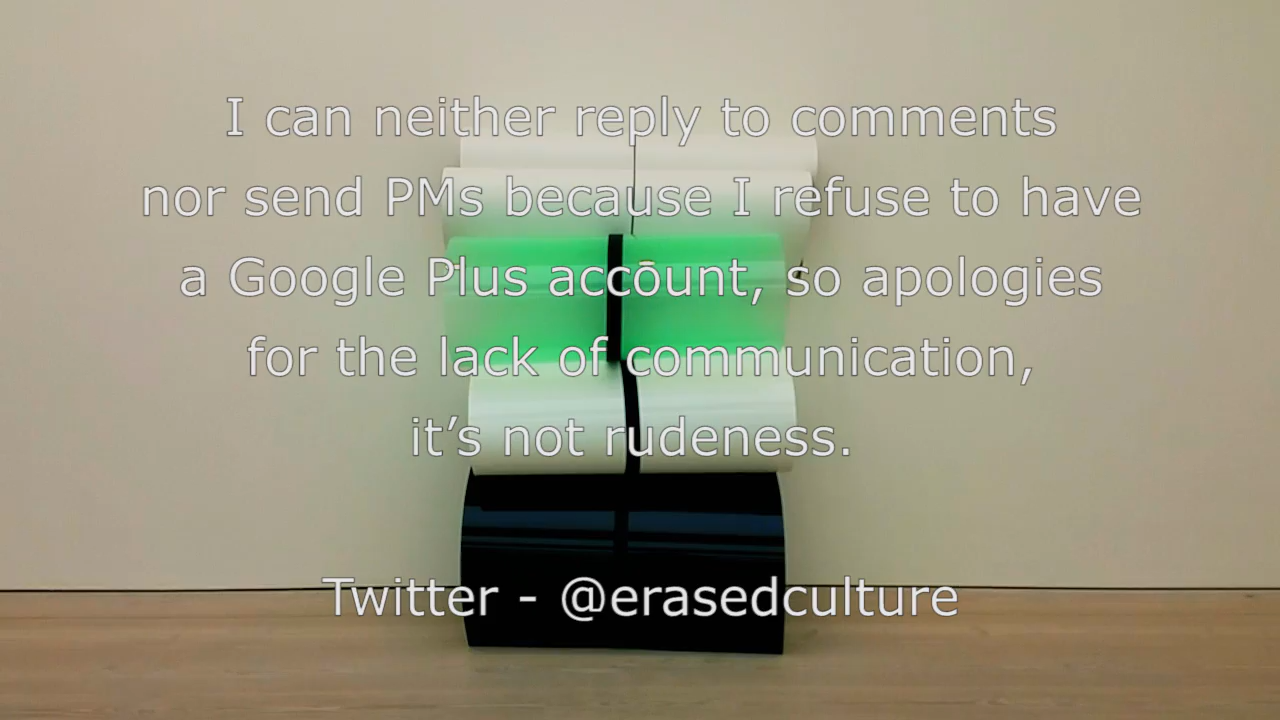 I can neither reply to comments
nor send PMs because I refuse to have
a Google Plus account, so apologies
for the lack of communication,
it’s not rudeness.
Twitter - @erasedculture